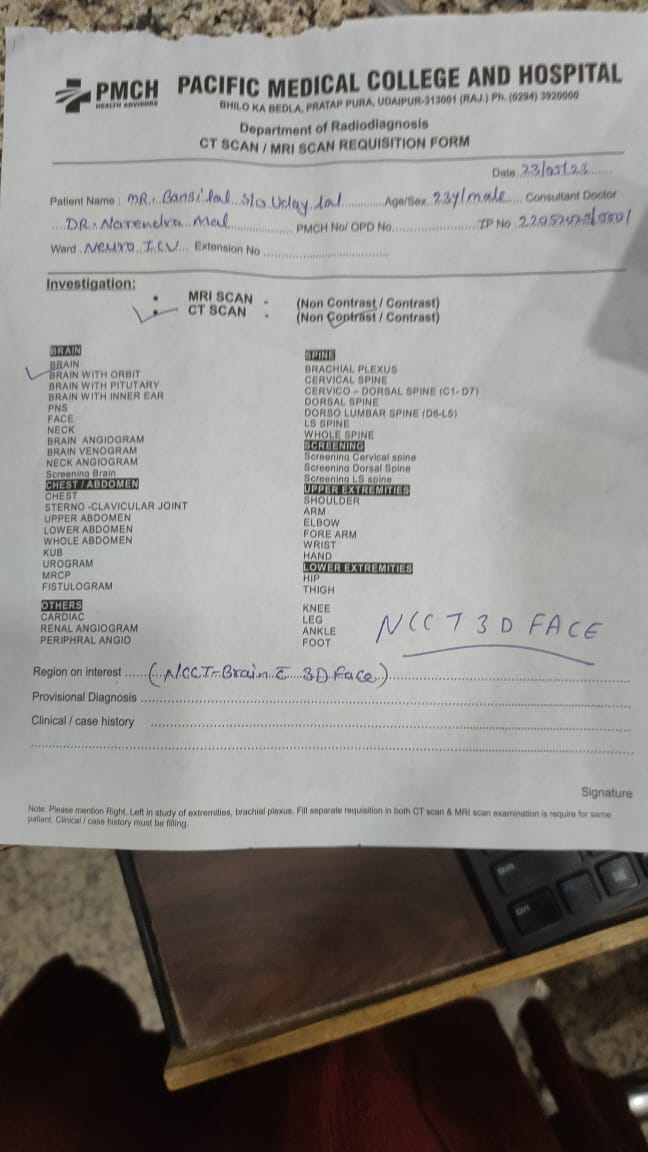 PMCH PACIFIC MEDICAL COLLEGE AND HOSPITAL
HEALTH ADVISORS BHILO KA BEDLA, PRATAP PURA, UDAIPUR-313001 (RAJ.) Ph. (0294) 3920000
Department of Radiodiagnosis
CT SCAN / MRI SCAN REQUISITION FORM
Date
Patient Name : MR. Bansi lal s/o Uday lal Age/Sex 23y/male Consultant Doctor
DR. Narendra Mal PMCH No/ OPD No. IP No
Ward Neuro I.C.U Extension No
Investigation:
• MRI SCAN - (Non Contrast / Contrast)
• CT SCAN - (Non Contrast / Contrast)
BRAIN
BRAIN
BRAIN WITH ORBIT
BRAIN WITH PITUTARY
BRAIN WITH INNER EAR
PNS
FACE
NECK
BRAIN ANGIOGRAM
BRAIN VENOGRAM
NECK ANGIOGRAM
Screening Brain
CHEST / ABDOMEN
CHEST
STERNO -CLAVICULAR JOINT
UPPER ABDOMEN
LOWER ABDOMEN
WHOLE ABDOMEN
KUB
UROGRAM
MRCP
FISTULOGRAM
OTHERS
CARDIAC
RENAL ANGIOGRAM
PERIPHRAL ANGIO
SPINE
BRACHIAL PLEXUS
CERVICAL SPINE
CERVICO - DORSAL SPINE (C1- D7)
DORSAL SPINE
DORSO LUMBAR SPINE (D8-L5)
LS SPINE
WHOLE SPINE
SCREENING
Screening Cervical spine
Screening Dorsal Spine
Screening LS spine
UPPER EXTREMITIES
SHOULDER
ARM
ELBOW
FORE ARM
WRIST
HAND
LOWER EXTREMITIES
HIP
THIGH
KNEE
LEG
ANKLE
FOOT
NCCT 3D FACE
Region on interest (NCCT-Brain c̄ 3D Face)
Provisional Diagnosis
Clinical / case history
Signature
Note: Please mention Right, Left in study of extremities, brachial plexus. Fill separate requisition in both CT scan & MRI scan examination is require for same
patient. Clinical / case history must be filling.
Shift
Ctrl